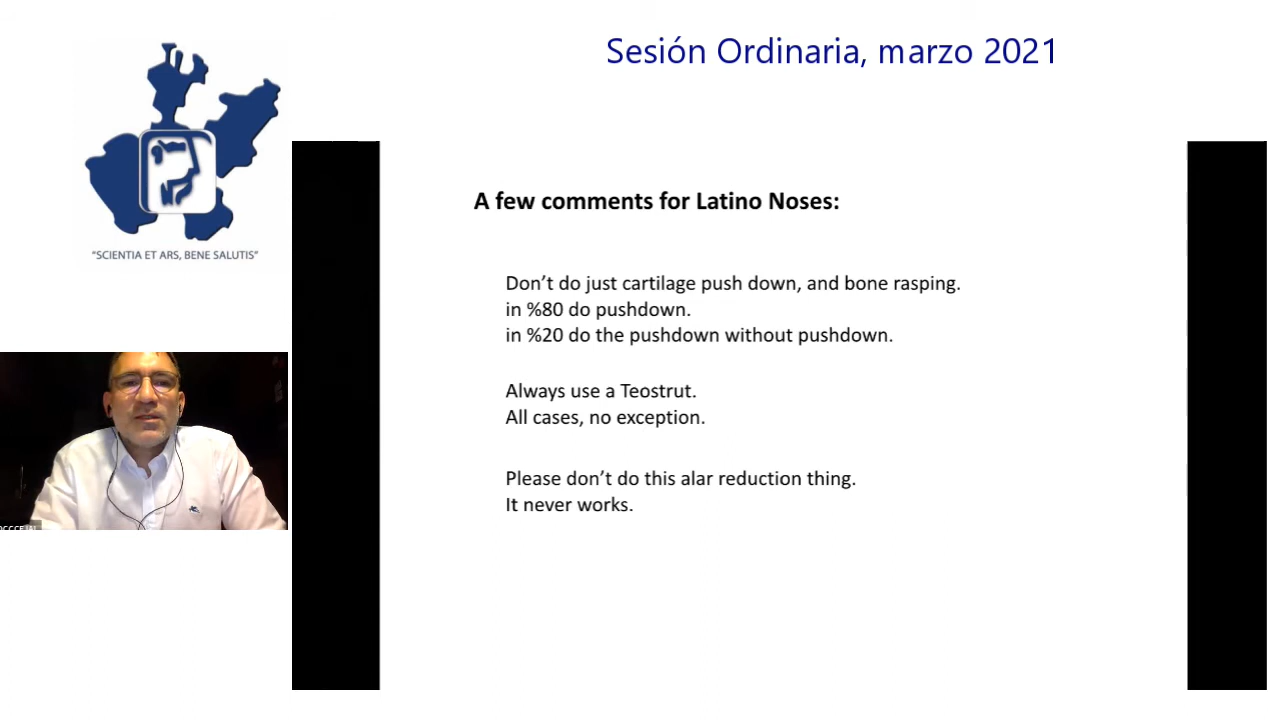 Sesión Ordinaria, marzo 2021
"SCIENTIA ET ARS, BENE SALUTIS"
A few comments for Latino Noses:
Don't do just cartilage push down, and bone rasping.
in %80 do pushdown.
in %20 do the pushdown without pushdown.
Always use a Teostrut.
All cases, no exception.
Please don't do this alar reduction thing.
It never works.